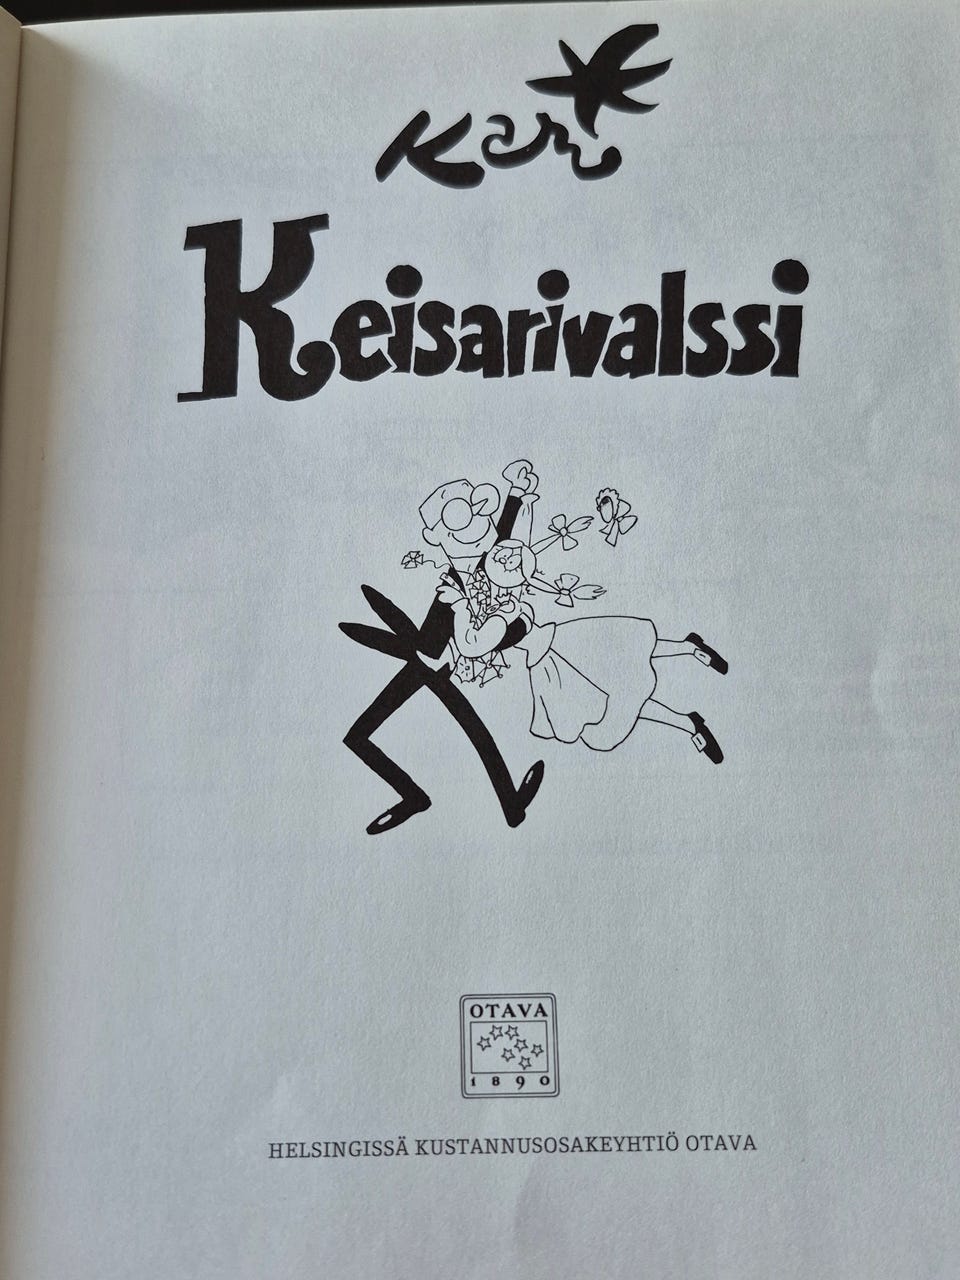 Kari
Keisarivalssi
OTAVA
1890
HELSINGISSÄ KUSTANNUSOSAKEYHTIÖ OTAVA